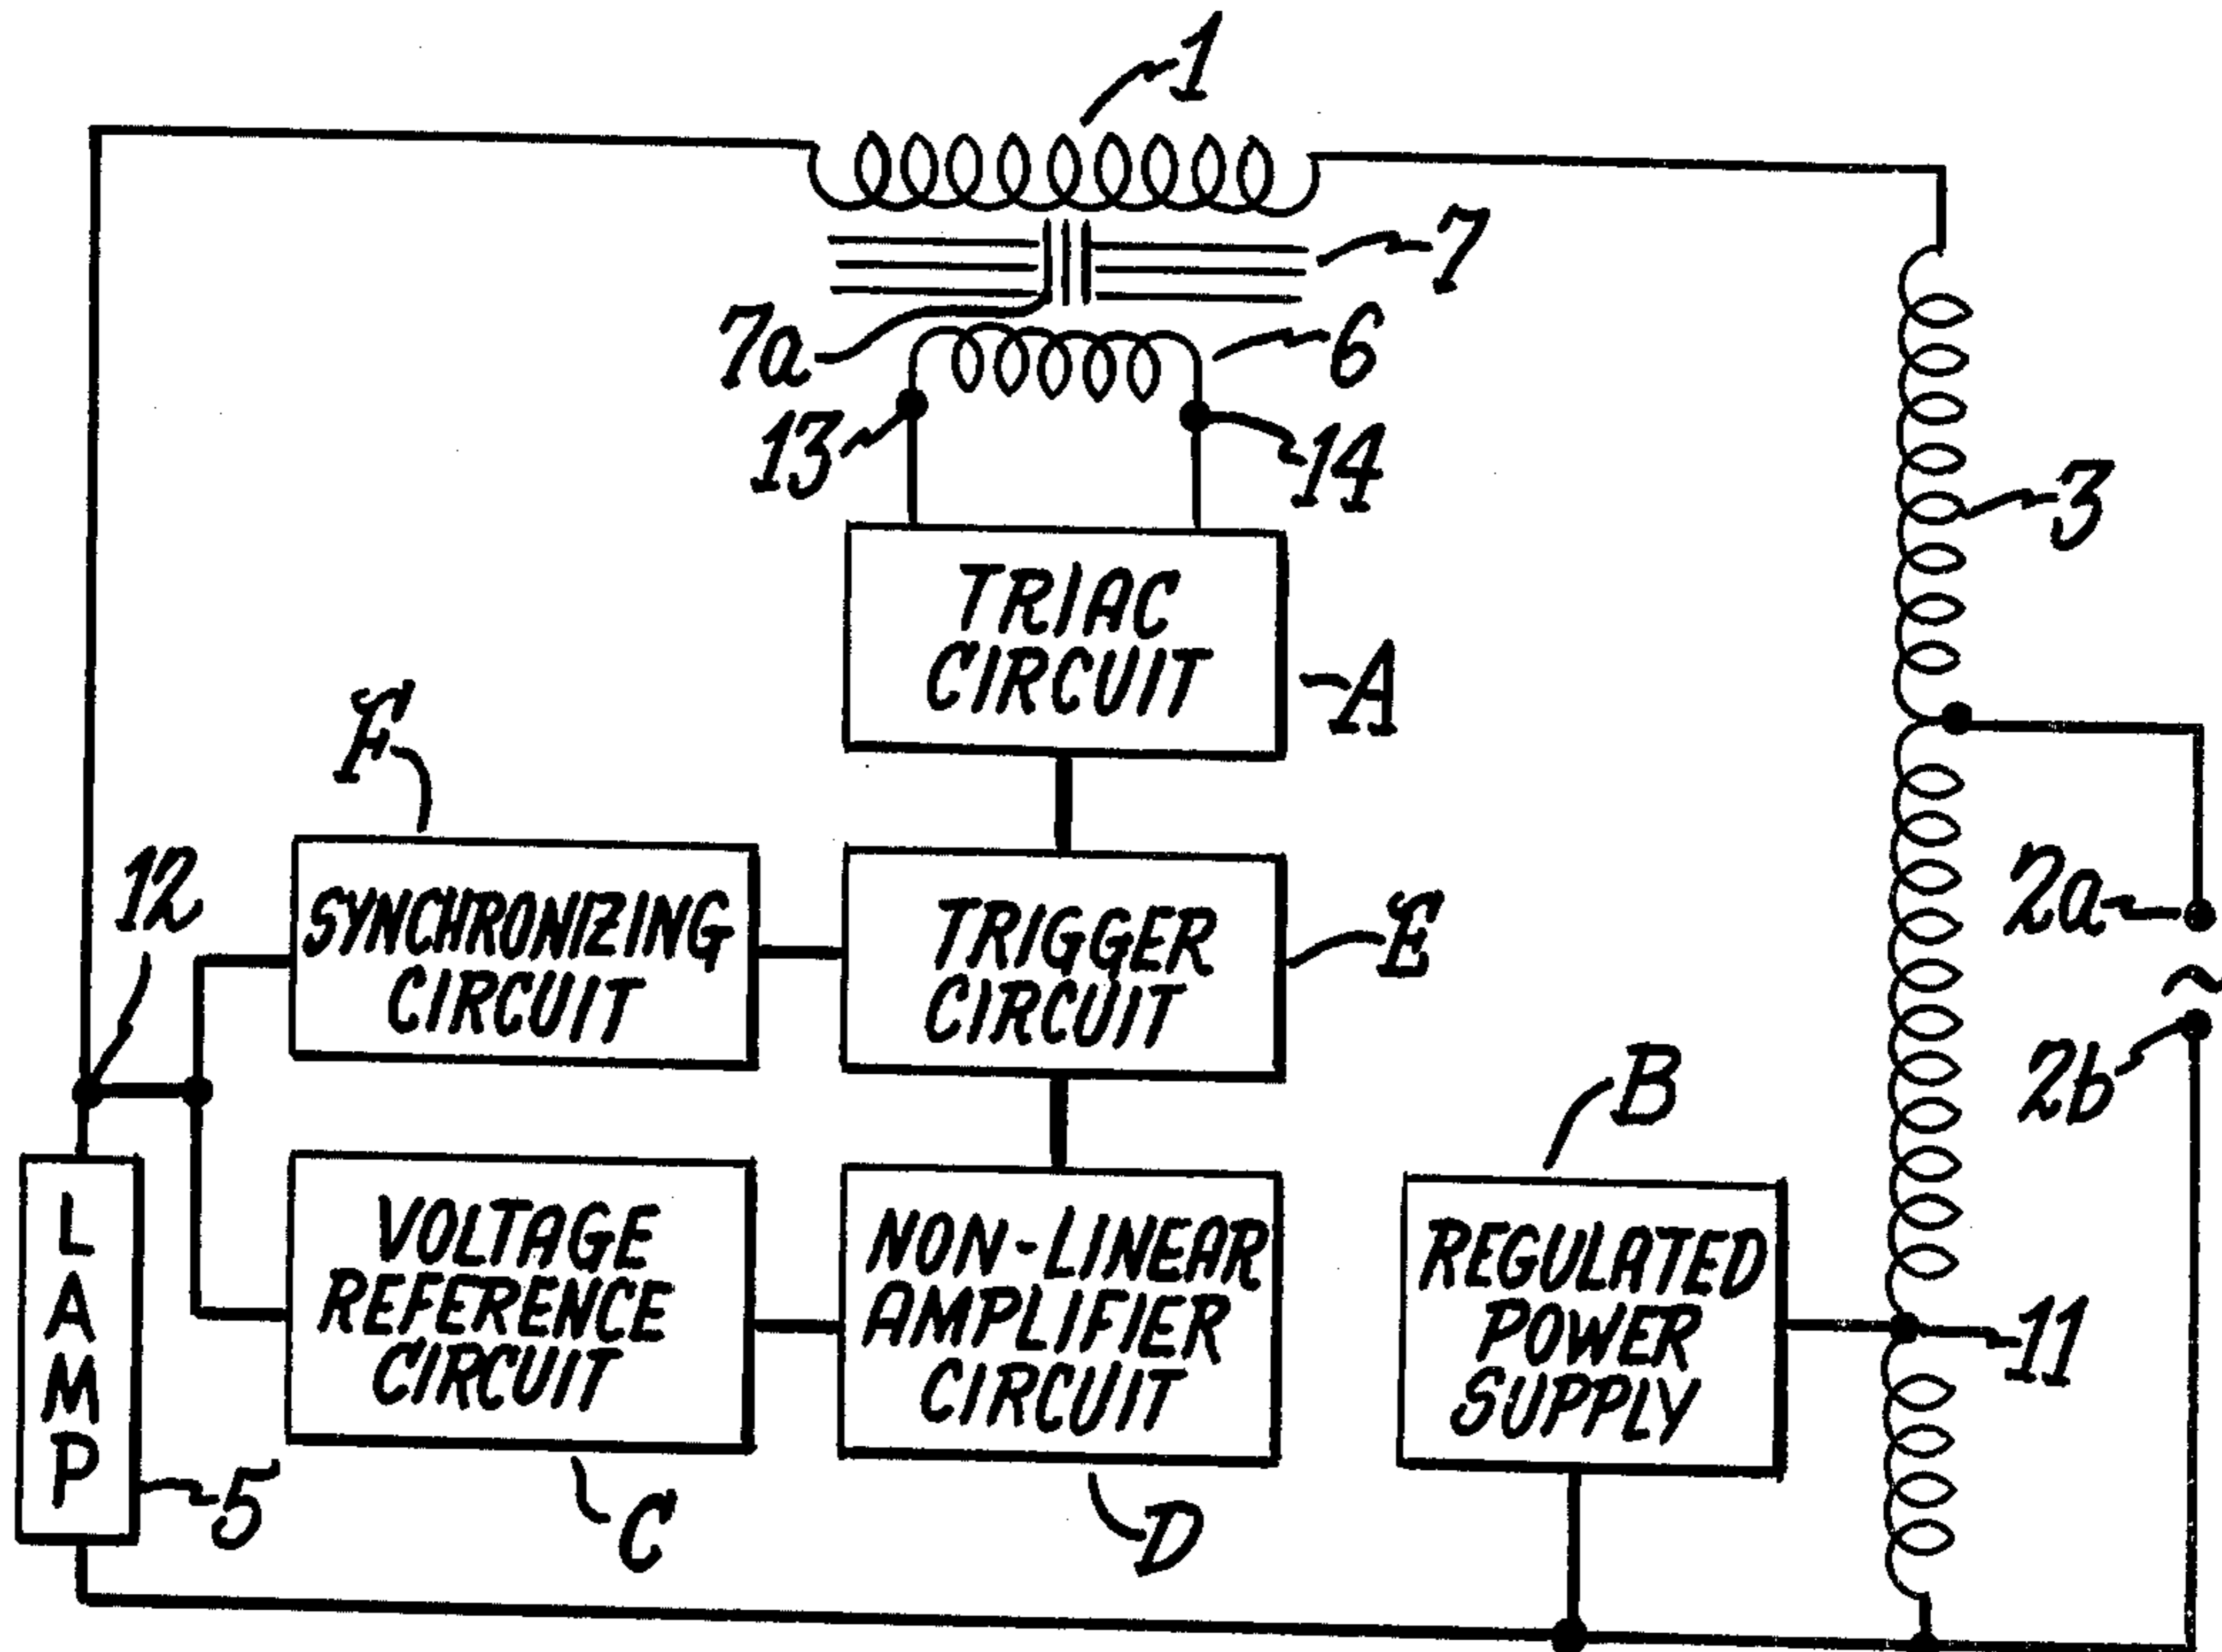 1
7
7a
6
13
14
3
TRIAC
CIRCUIT
A
F
12
SYNCHRONIZING
CIRCUIT
TRIGGER
CIRCUIT
E
2a
~
2b
B
LAMP
5
VOLTAGE
REFERENCE
CIRCUIT
C
NON-LINEAR
AMPLIFIER
CIRCUIT
D
REGULATED
POWER
SUPPLY
11